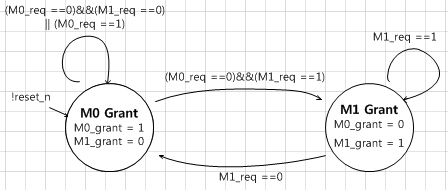 (M0_req ==0)&&(M1_req ==0)
|| (M0_req ==1)
M1_req ==1
(M0_req ==0)&&(M1_req ==1)
!reset_n
M0 Grant
M0_grant = 1
M1_grant = 0
M1 Grant
M0_grant = 0
M1_grant = 1
M1_req ==0